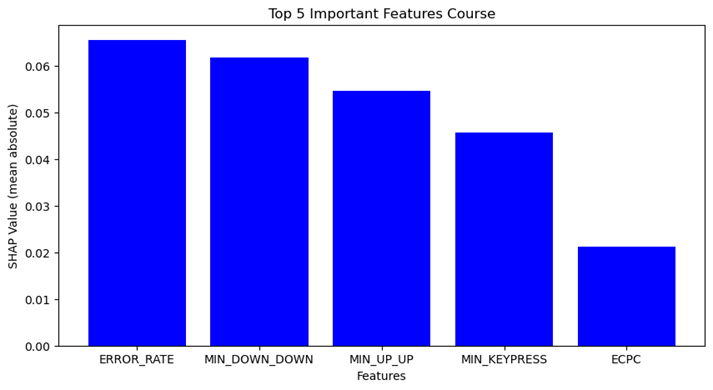 Top 5 Important Features Course
SHAP Value (mean absolute)
0.06
0.05
0.04
0.03
0.02
0.01
0.00
ERROR_RATE MIN_DOWN_DOWN MIN_UP_UP MIN_KEYPRESS ECPC
Features